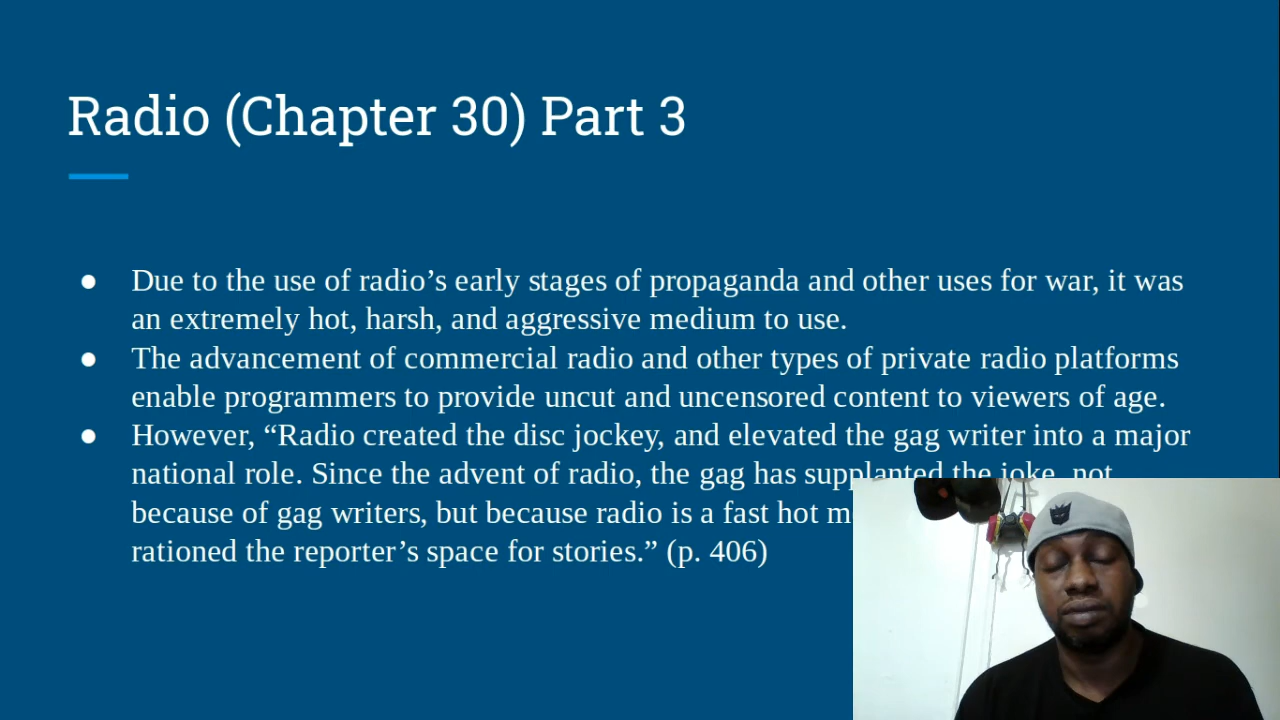 Radio (Chapter 30) Part 3
● Due to the use of radio’s early stages of propaganda and other uses for war, it was
an extremely hot, harsh, and aggressive medium to use.
● The advancement of commercial radio and other types of private radio platforms
enable programmers to provide uncut and uncensored content to viewers of age.
● However, “Radio created the disc jockey, and elevated the gag writer into a major
national role. Since the advent of radio, the gag has supplanted the joke, not
because of gag writers, but because radio is a fast hot
rationed the reporter’s space for stories.” (p. 406)